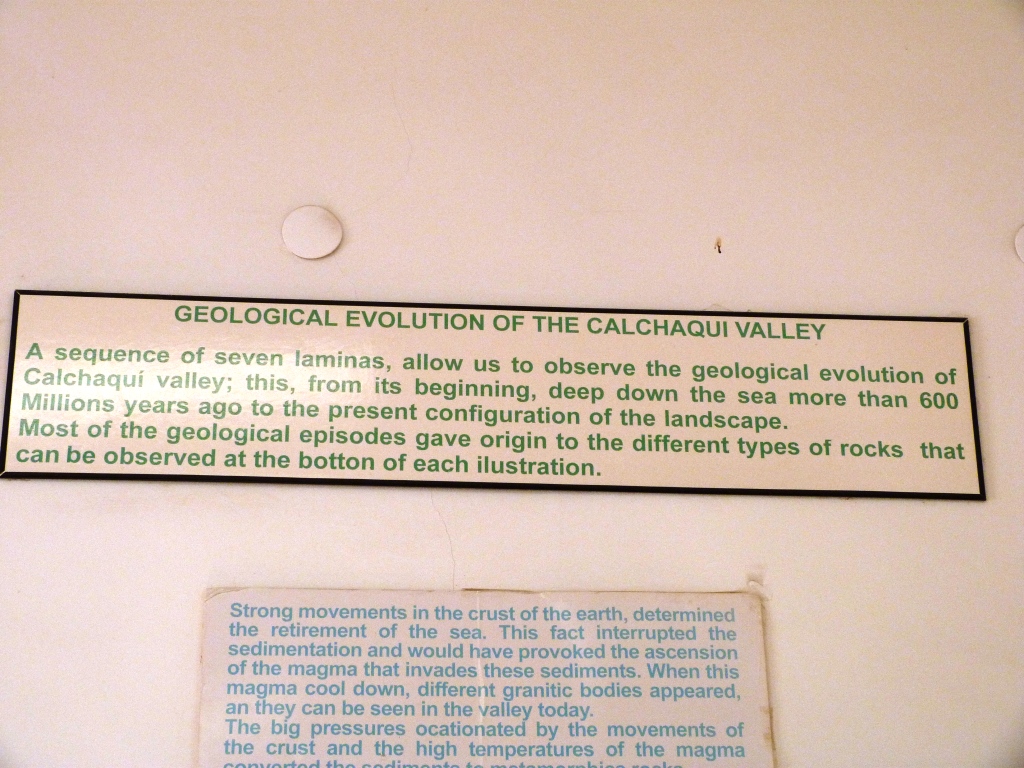 GEOLOGICAL EVOLUTION OF THE CALCHAQUI VALLEY
A sequence of seven laminas, allow us to observe the geological evolution of
Calchaquí valley; this, from its beginning, deep down the sea more than 600
Millions years ago to the present configuration of the landscape.
Most of the geological episodes gave origin to the different types of rocks that
can be observed at the botton of each ilustration.
Strong movements in the crust of the earth, determined
the retirement of the sea. This fact interrupted the
sedimentation and would have provoked the ascension
of the magma that invades these sediments. When this
magma cool down, different granitic bodies appeared,
an they can be seen in the valley today.
The big pressures ocationated by the movements of
the crust and the high temperatures of the magma
converted the sediments to metamorphics rocks